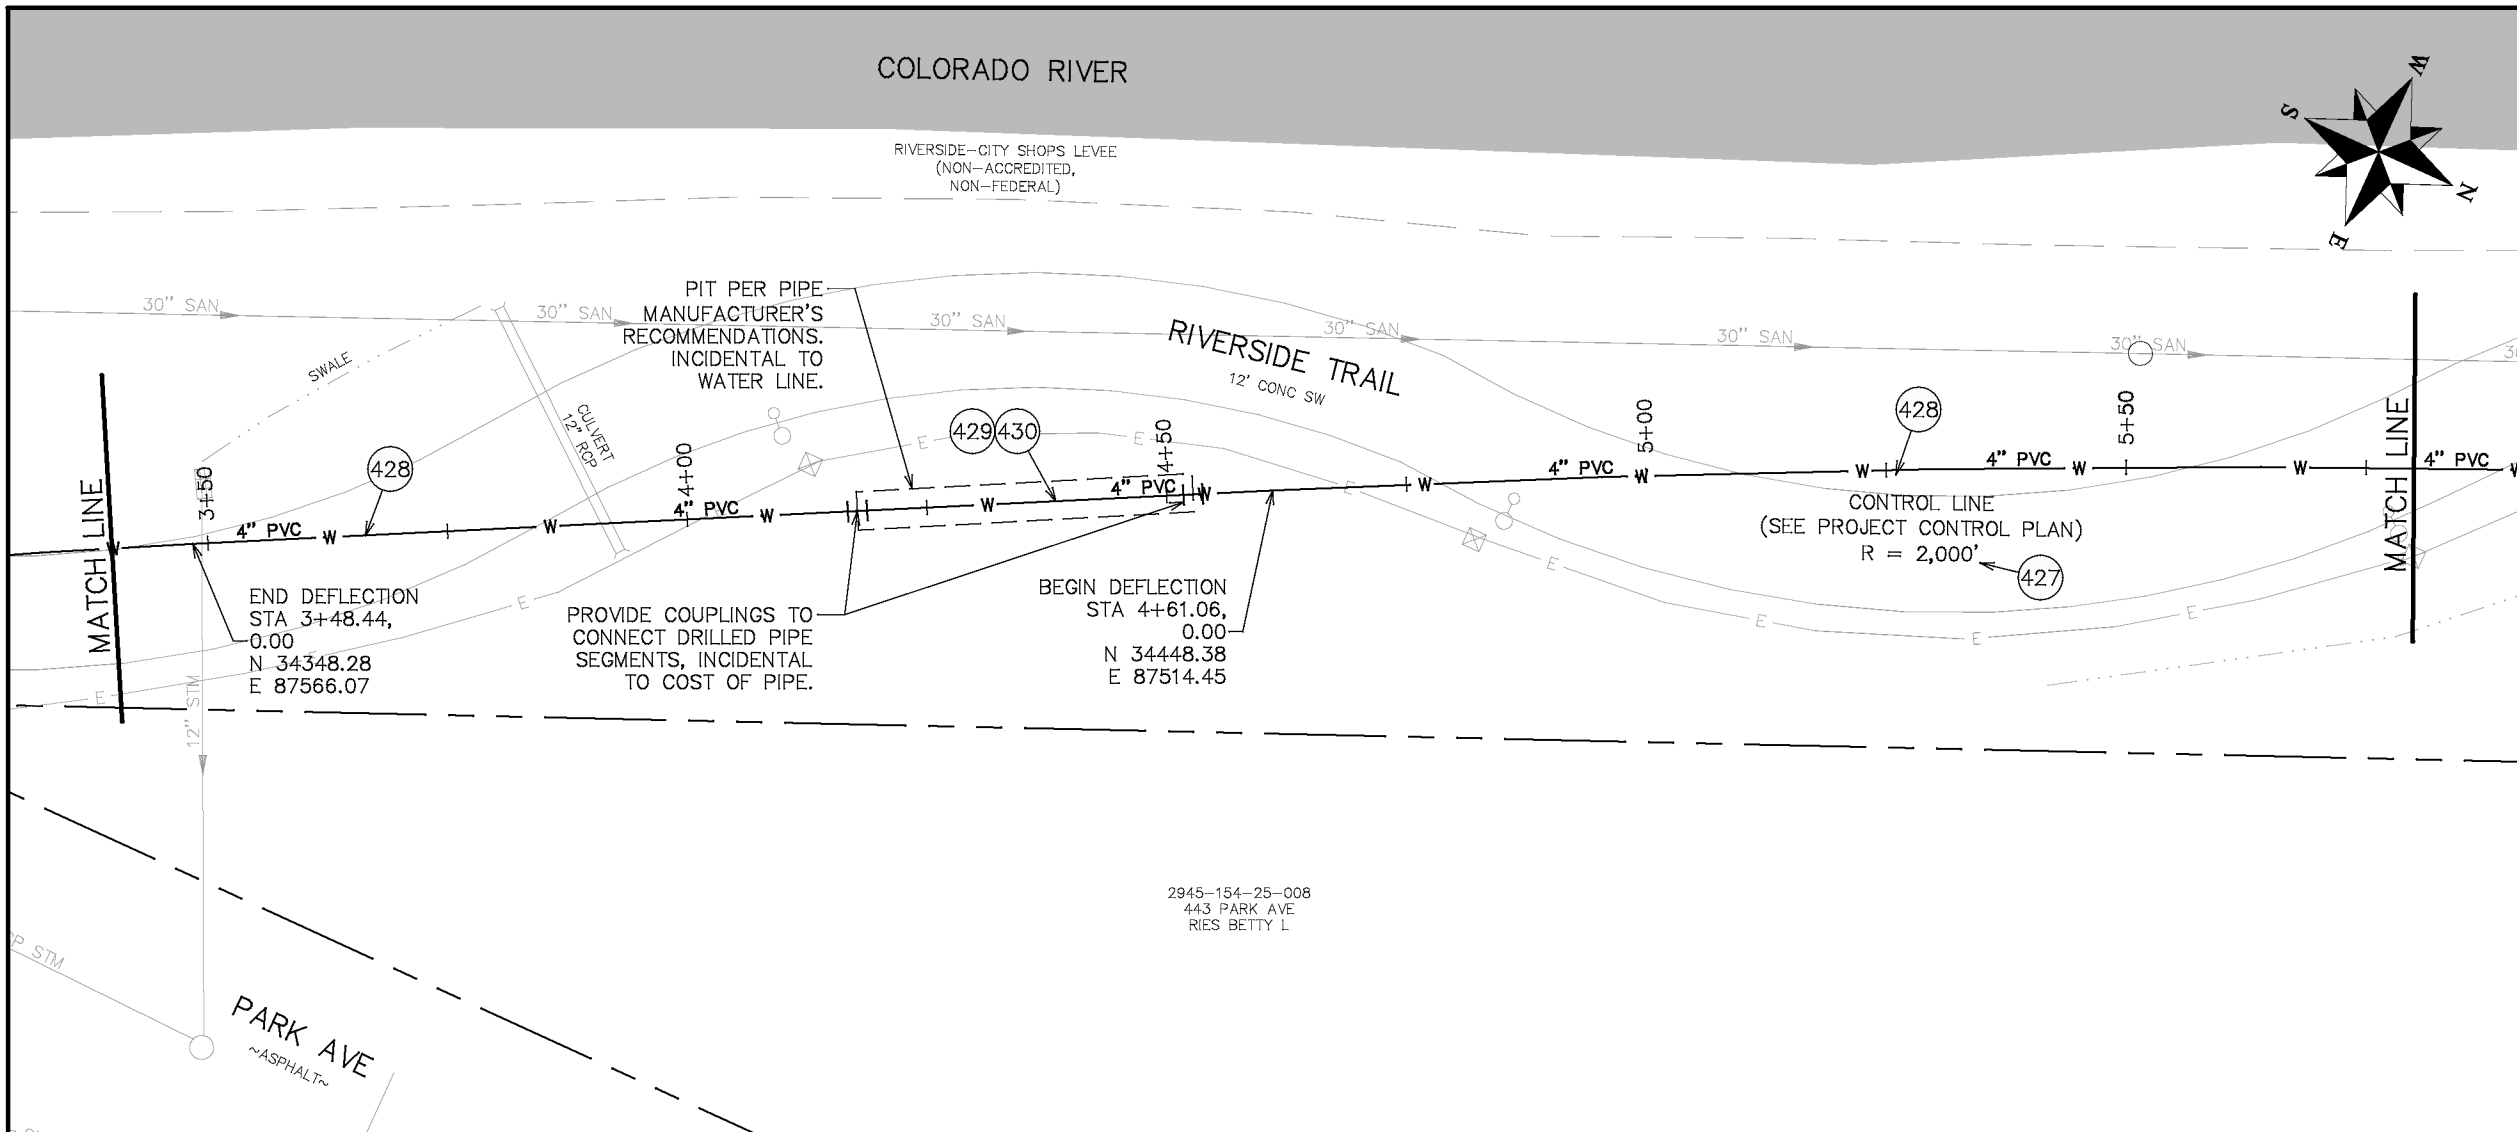 COLORADO RIVER
W
S
N
E
RIVERSIDE-CITY SHOPS LEVEE
(NON-ACCREDITED,
NON-FEDERAL)
PIT PER PIPE
MANUFACTURER'S
RECOMMENDATIONS.
INCIDENTAL TO
WATER LINE.
30" SAN
30" SAN
30" SAN
30" SAN
30" SAN
30" SAN
RIVERSIDE TRAIL
12' CONC SW
SWALE
CULVERT
12" RCP
MATCH LINE
3+50
428
4+00
429
430
4+50
5+00
428
5+50
MATCH LINE
4" PVC
W
4" PVC
W
4" PVC
W
4" PVC
W
4" PVC
W
4" PVC
W
W
W
W
W
W
W
E
E
E
E
E
E
E
E
E
CONTROL LINE
(SEE PROJECT CONTROL PLAN)
R = 2,000'
427
END DEFLECTION
STA 3+48.44,
0.00
N 34348.28
E 87566.07
PROVIDE COUPLINGS TO
CONNECT DRILLED PIPE
SEGMENTS, INCIDENTAL
TO COST OF PIPE.
BEGIN DEFLECTION
STA 4+61.06,
0.00
N 34448.38
E 87514.45
12" STM
2945-154-25-008
443 PARK AVE
RIES BETTY L
STM
PARK AVE
~ASPHALT~